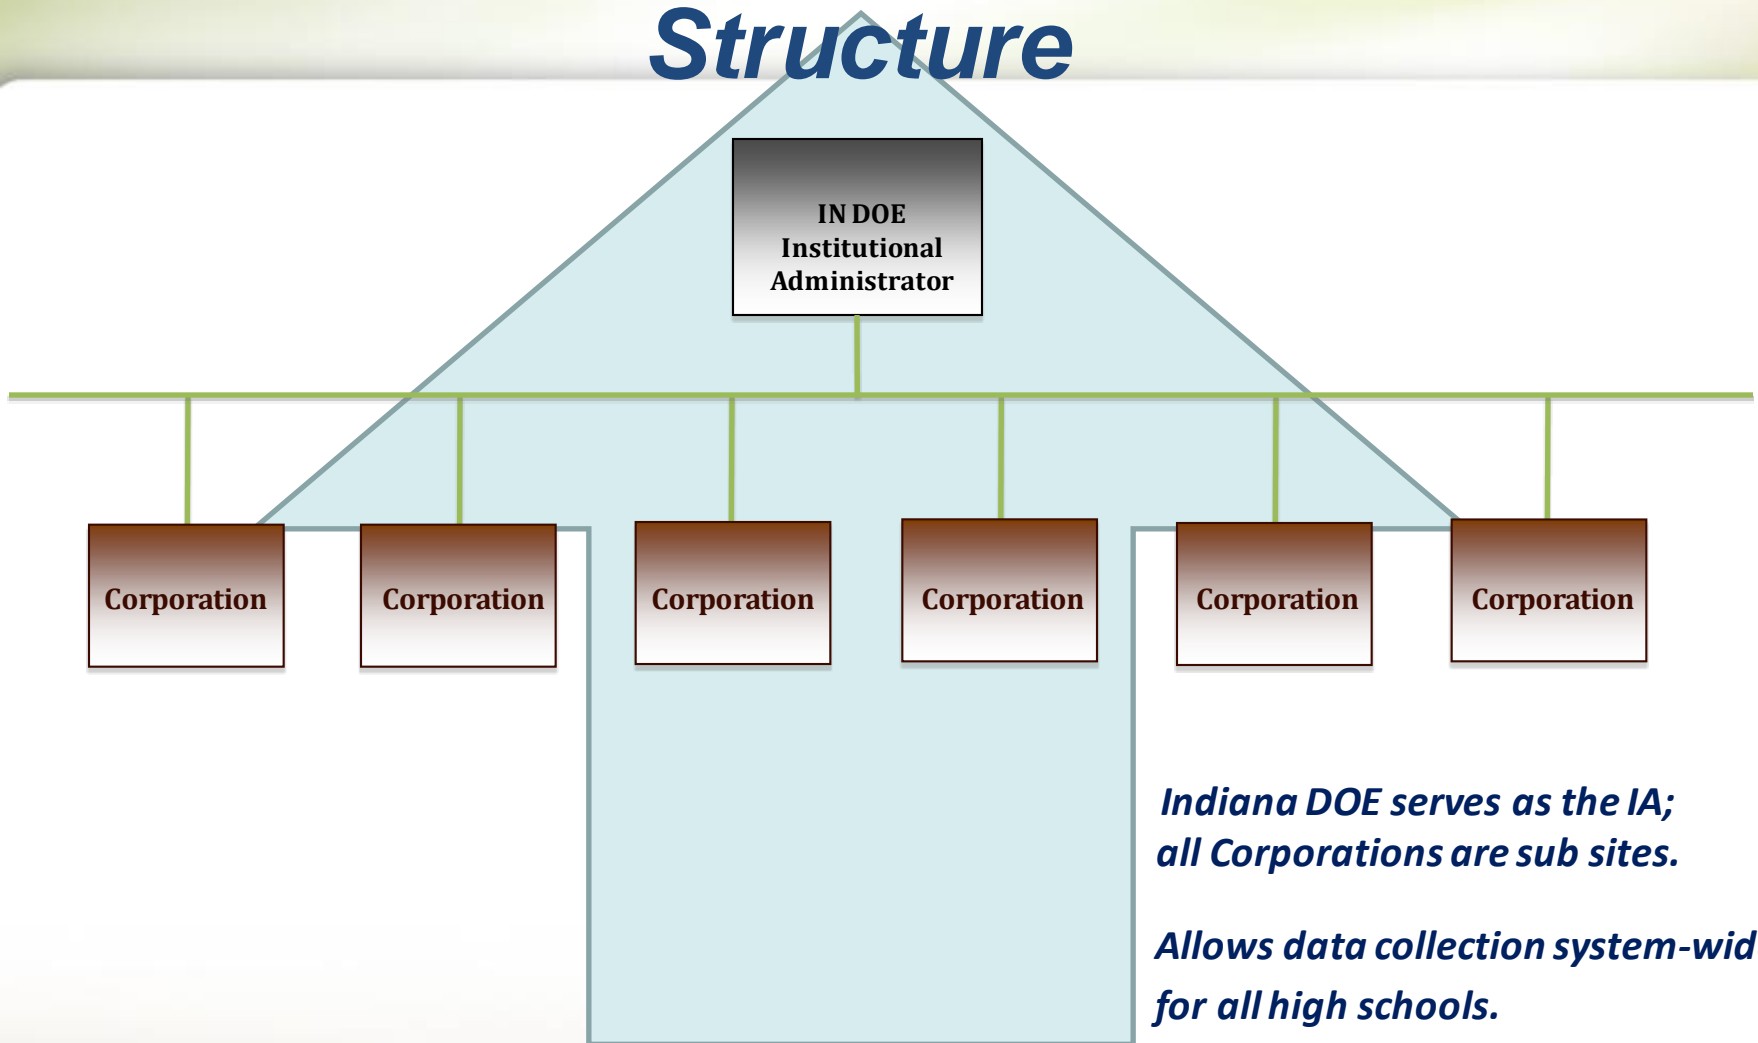 Structure
IN DOE
Institutional
Administrator
Corporation
Corporation
Corporation
Corporation
Corporation
Corporation
Indiana DOE serves as the IA;
all Corporations are sub sites.
Allows data collection system-wid
for all high schools.